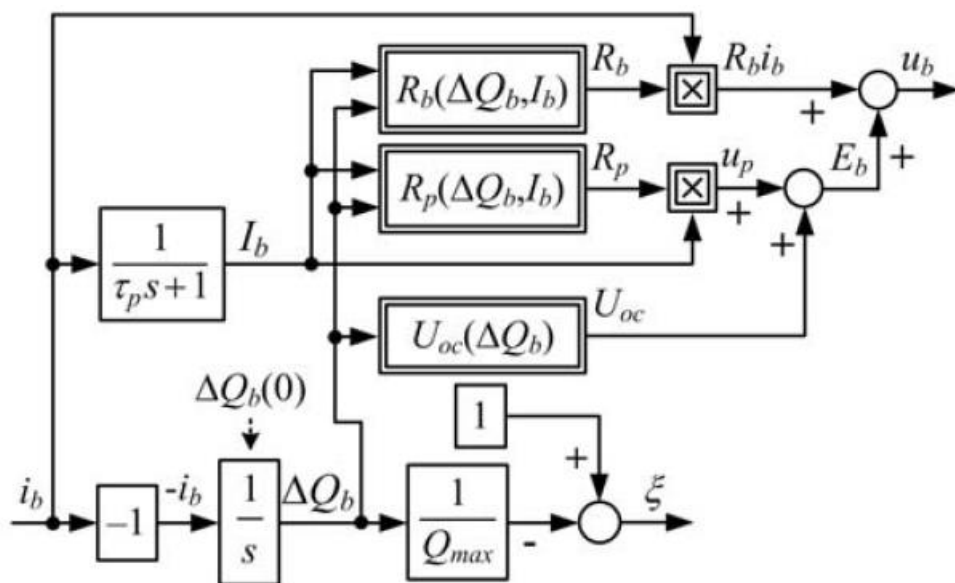 R_b
R_b i_b
u_b
R_b(ΔQ_b,I_b)
+
R_p
u_p
E_b
+
R_p(ΔQ_b,I_b)
+
+
1
I_b
τ_p s+1
U_oc
U_oc(ΔQ_b)
ΔQ_b(0)
1
+
i_b
-1
-i_b
1
s
ΔQ_b
1
Q_max
-
ξ